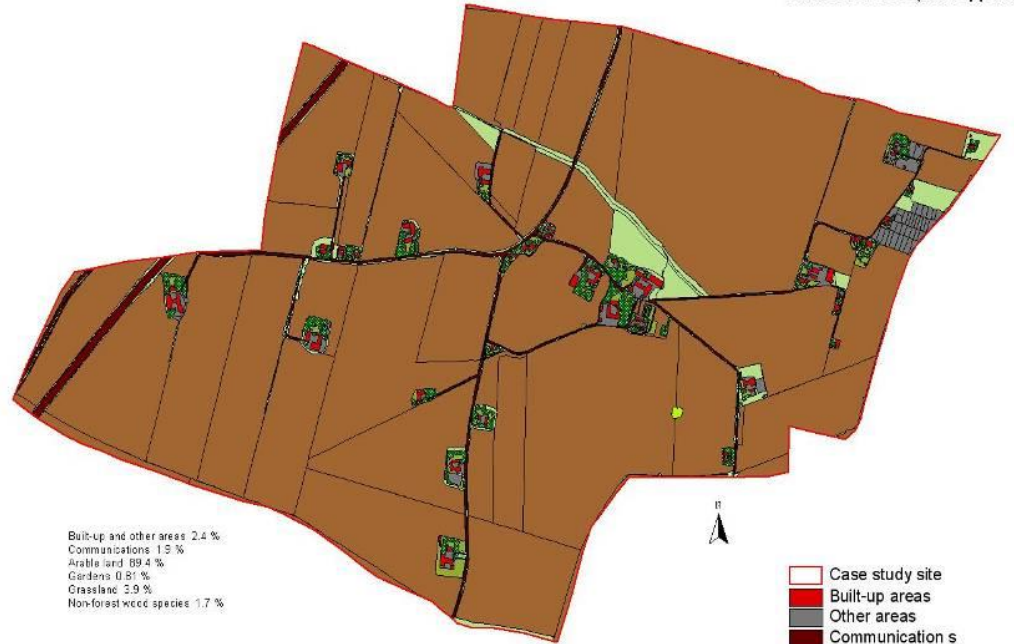 Built-up and other areas 2.4 %
Communications 1.9 %
Arable land 89.4 %
Gardens 0.81 %
Grassland 3.9 %
Non-forest wood species 1.7 %
n
Case study site
Built-up areas
Other areas
Communication s